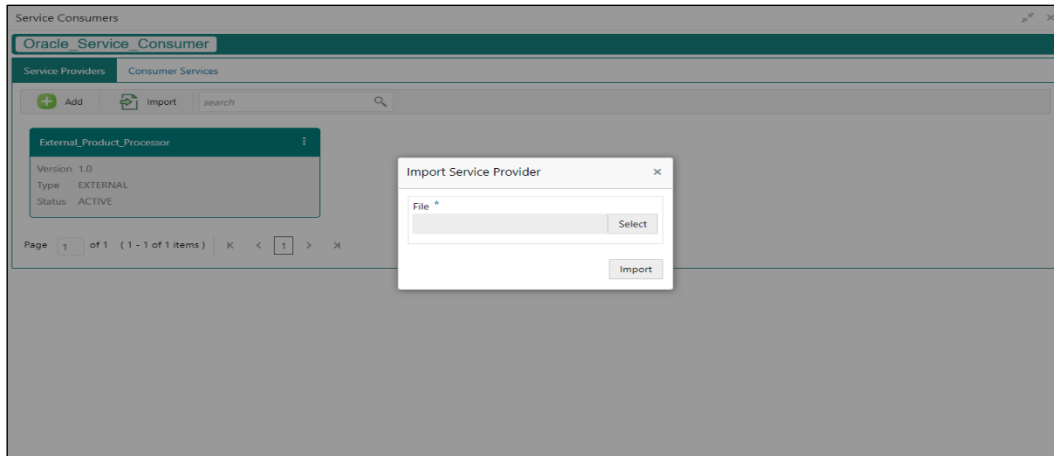 Service Consumers
Oracle_Service_Consumer
Service Providers Consumer Services
Add Import search
External_Product_Processor
Version 1.0
Type EXTERNAL
Status ACTIVE
Page 1 of 1 ( 1 - 1 of 1 items ) 1
Import Service Provider
File *
Select
Import